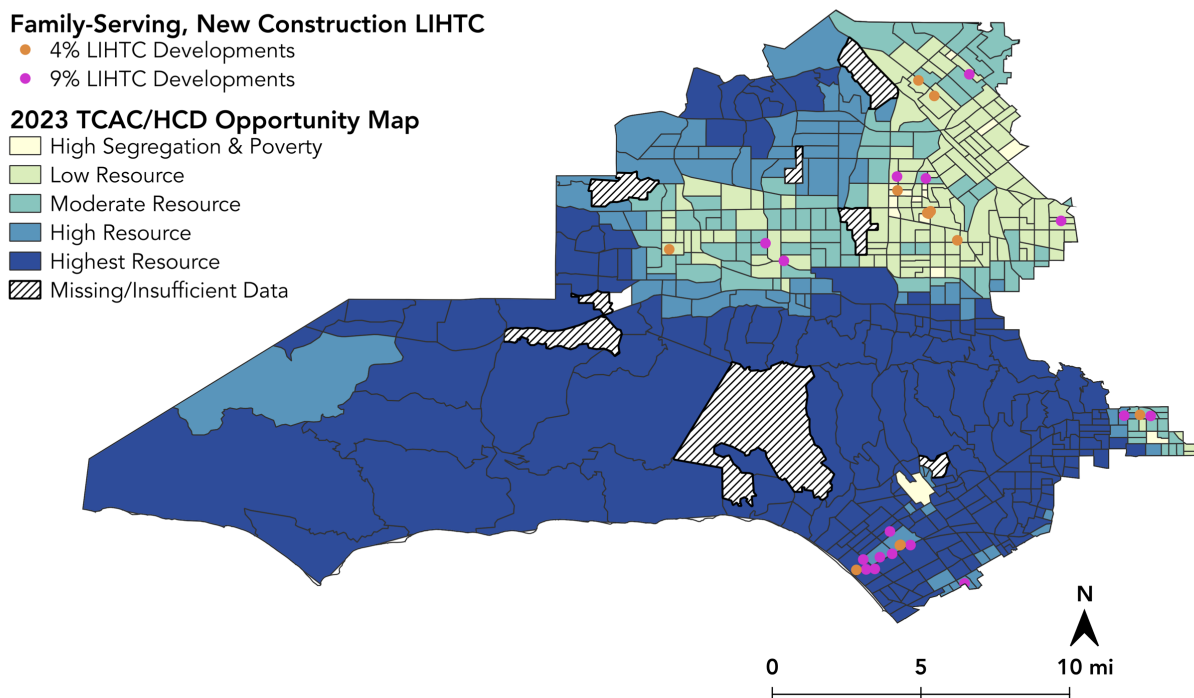 Family-Serving, New Construction LIHTC
4% LIHTC Developments
9% LIHTC Developments
2023 TCAC/HCD Opportunity Map
High Segregation & Poverty
Low Resource
Moderate Resource
High Resource
Highest Resource
Missing/Insufficient Data
N
0 5 10 mi